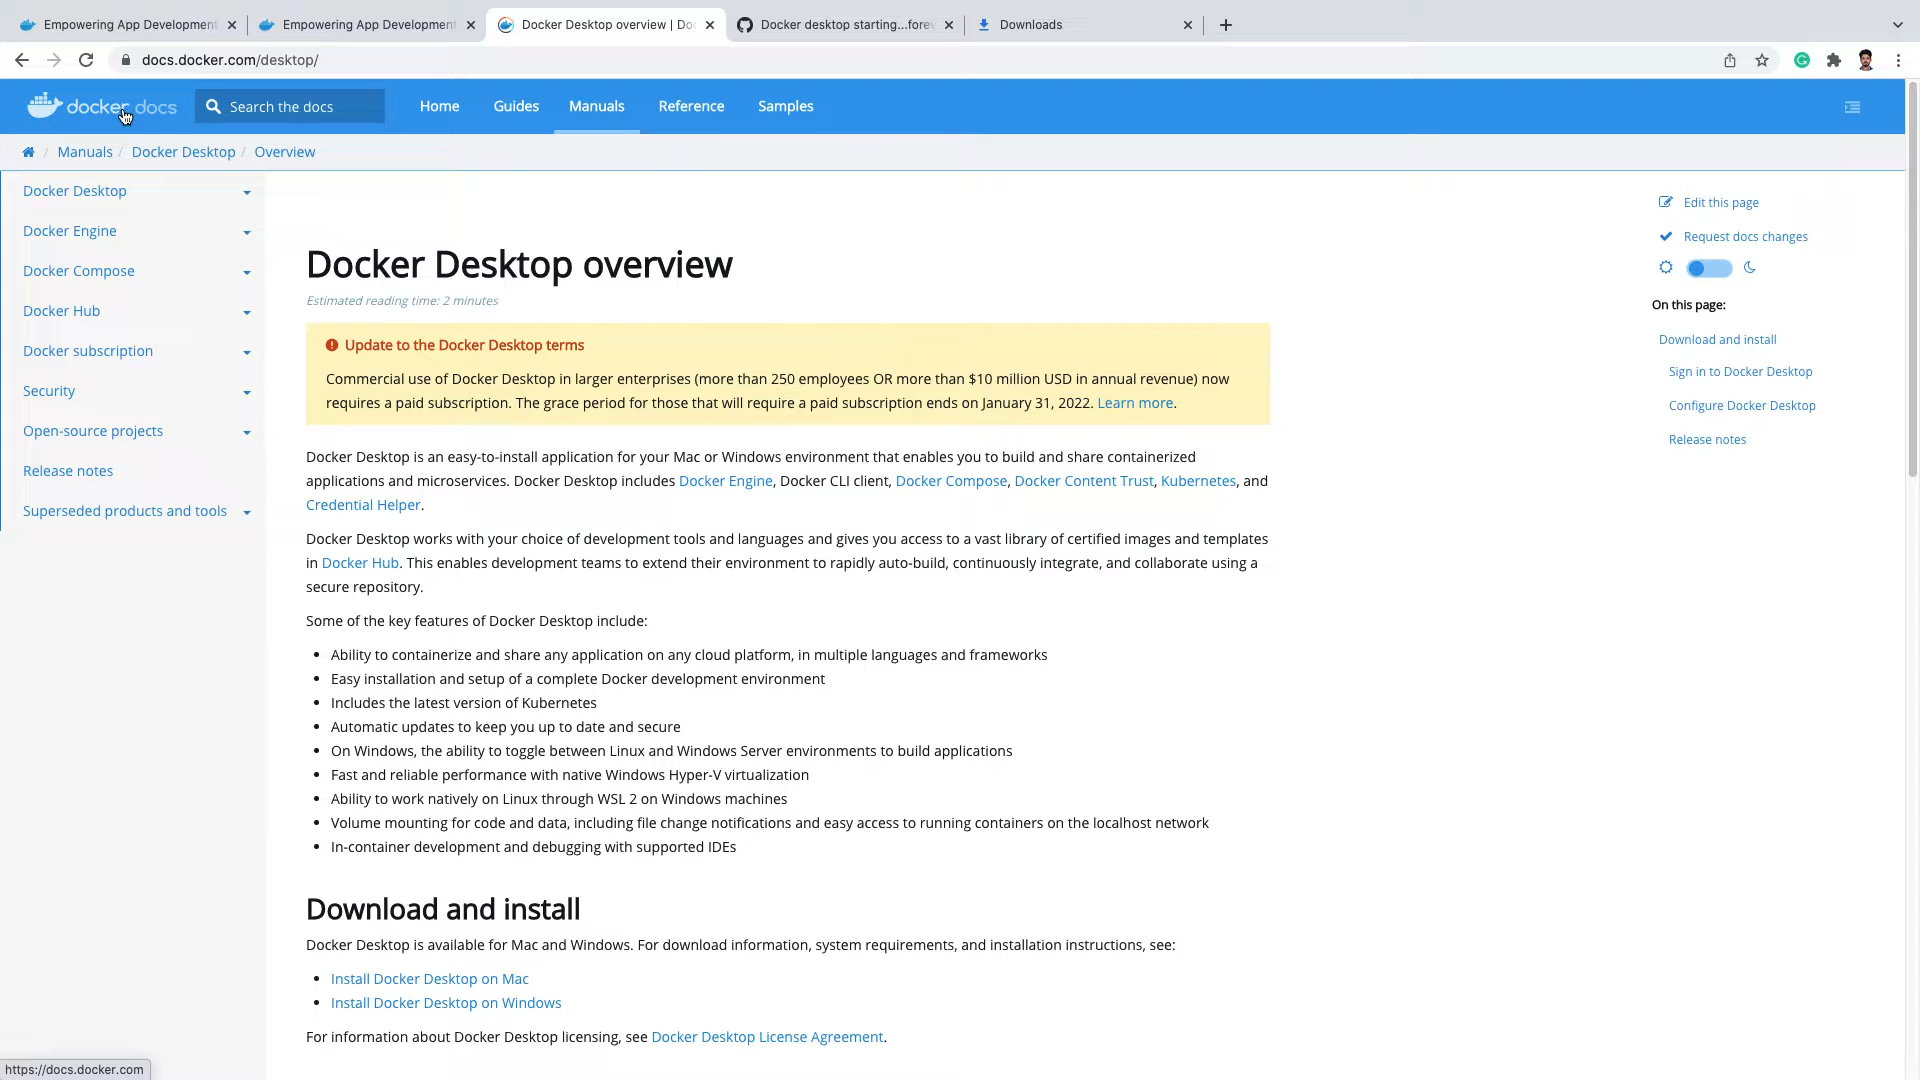 Empowering App Development
Empowering App Development
Docker Desktop overview | Doc
Docker desktop starting...forev
Downloads
docs.docker.com/desktop/
docker docs
Search the docs
Home
Guides
Manuals
Reference
Samples
Manuals / Docker Desktop / Overview
Docker Desktop
Docker Engine
Docker Compose
Docker Hub
Docker subscription
Security
Open-source projects
Release notes
Superseded products and tools
Docker Desktop overview
Estimated reading time: 2 minutes
Update to the Docker Desktop terms
Commercial use of Docker Desktop in larger enterprises (more than 250 employees OR more than $10 million USD in annual revenue) now
requires a paid subscription. The grace period for those that will require a paid subscription ends on January 31, 2022. Learn more.
Docker Desktop is an easy-to-install application for your Mac or Windows environment that enables you to build and share containerized
applications and microservices. Docker Desktop includes Docker Engine, Docker CLI client, Docker Compose, Docker Content Trust, Kubernetes, and
Credential Helper.
Docker Desktop works with your choice of development tools and languages and gives you access to a vast library of certified images and templates
in Docker Hub. This enables development teams to extend their environment to rapidly auto-build, continuously integrate, and collaborate using a
secure repository.
Some of the key features of Docker Desktop include:
• Ability to containerize and share any application on any cloud platform, in multiple languages and frameworks
• Easy installation and setup of a complete Docker development environment
• Includes the latest version of Kubernetes
• Automatic updates to keep you up to date and secure
• On Windows, the ability to toggle between Linux and Windows Server environments to build applications
• Fast and reliable performance with native Windows Hyper-V virtualization
• Ability to work natively on Linux through WSL 2 on Windows machines
• Volume mounting for code and data, including file change notifications and easy access to running containers on the localhost network
• In-container development and debugging with supported IDEs
Download and install
Docker Desktop is available for Mac and Windows. For download information, system requirements, and installation instructions, see:
• Install Docker Desktop on Mac
• Install Docker Desktop on Windows
For information about Docker Desktop licensing, see Docker Desktop License Agreement.
Edit this page
Request docs changes
On this page:
Download and install
Sign in to Docker Desktop
Configure Docker Desktop
Release notes
https://docs.docker.com